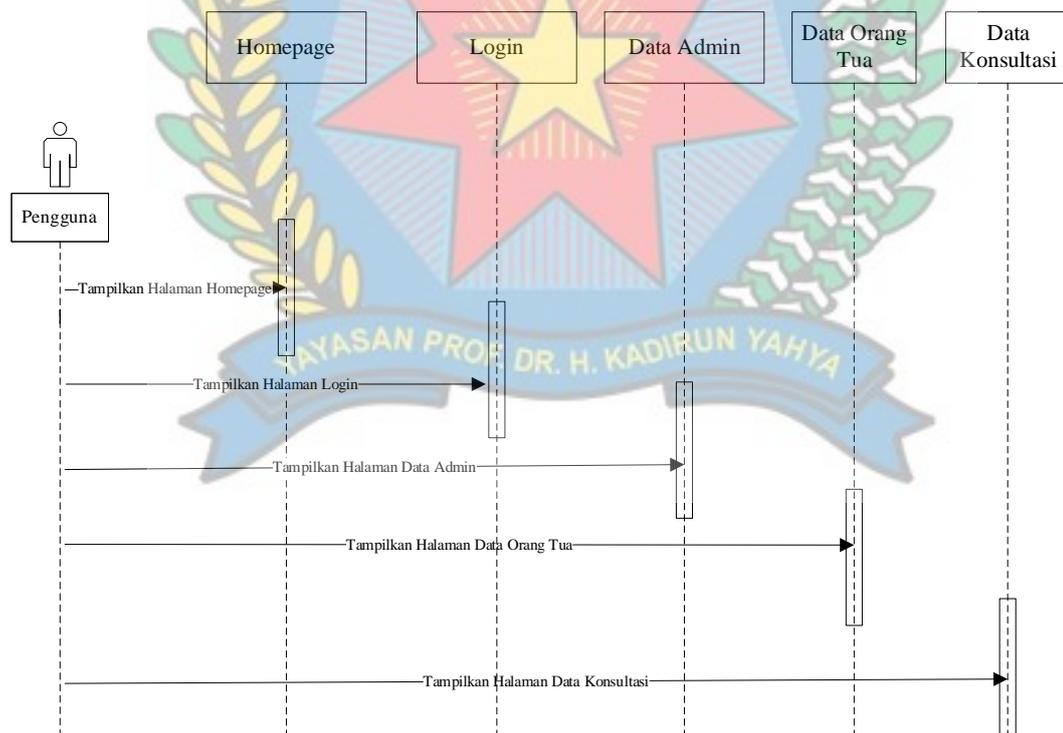 Homepage
Login
Data Admin
Data Orang
Tua
Data
Konsultasi
Pengguna
Tampilkan Halaman Homepage
YAYASAN PROF. DR. H. KADIRUN YAHYA
Tampilkan Halaman Login
Tampilkan Halaman Data Admin
Tampilkan Halaman Data Orang Tua
Tampilkan Halaman Data Konsultasi